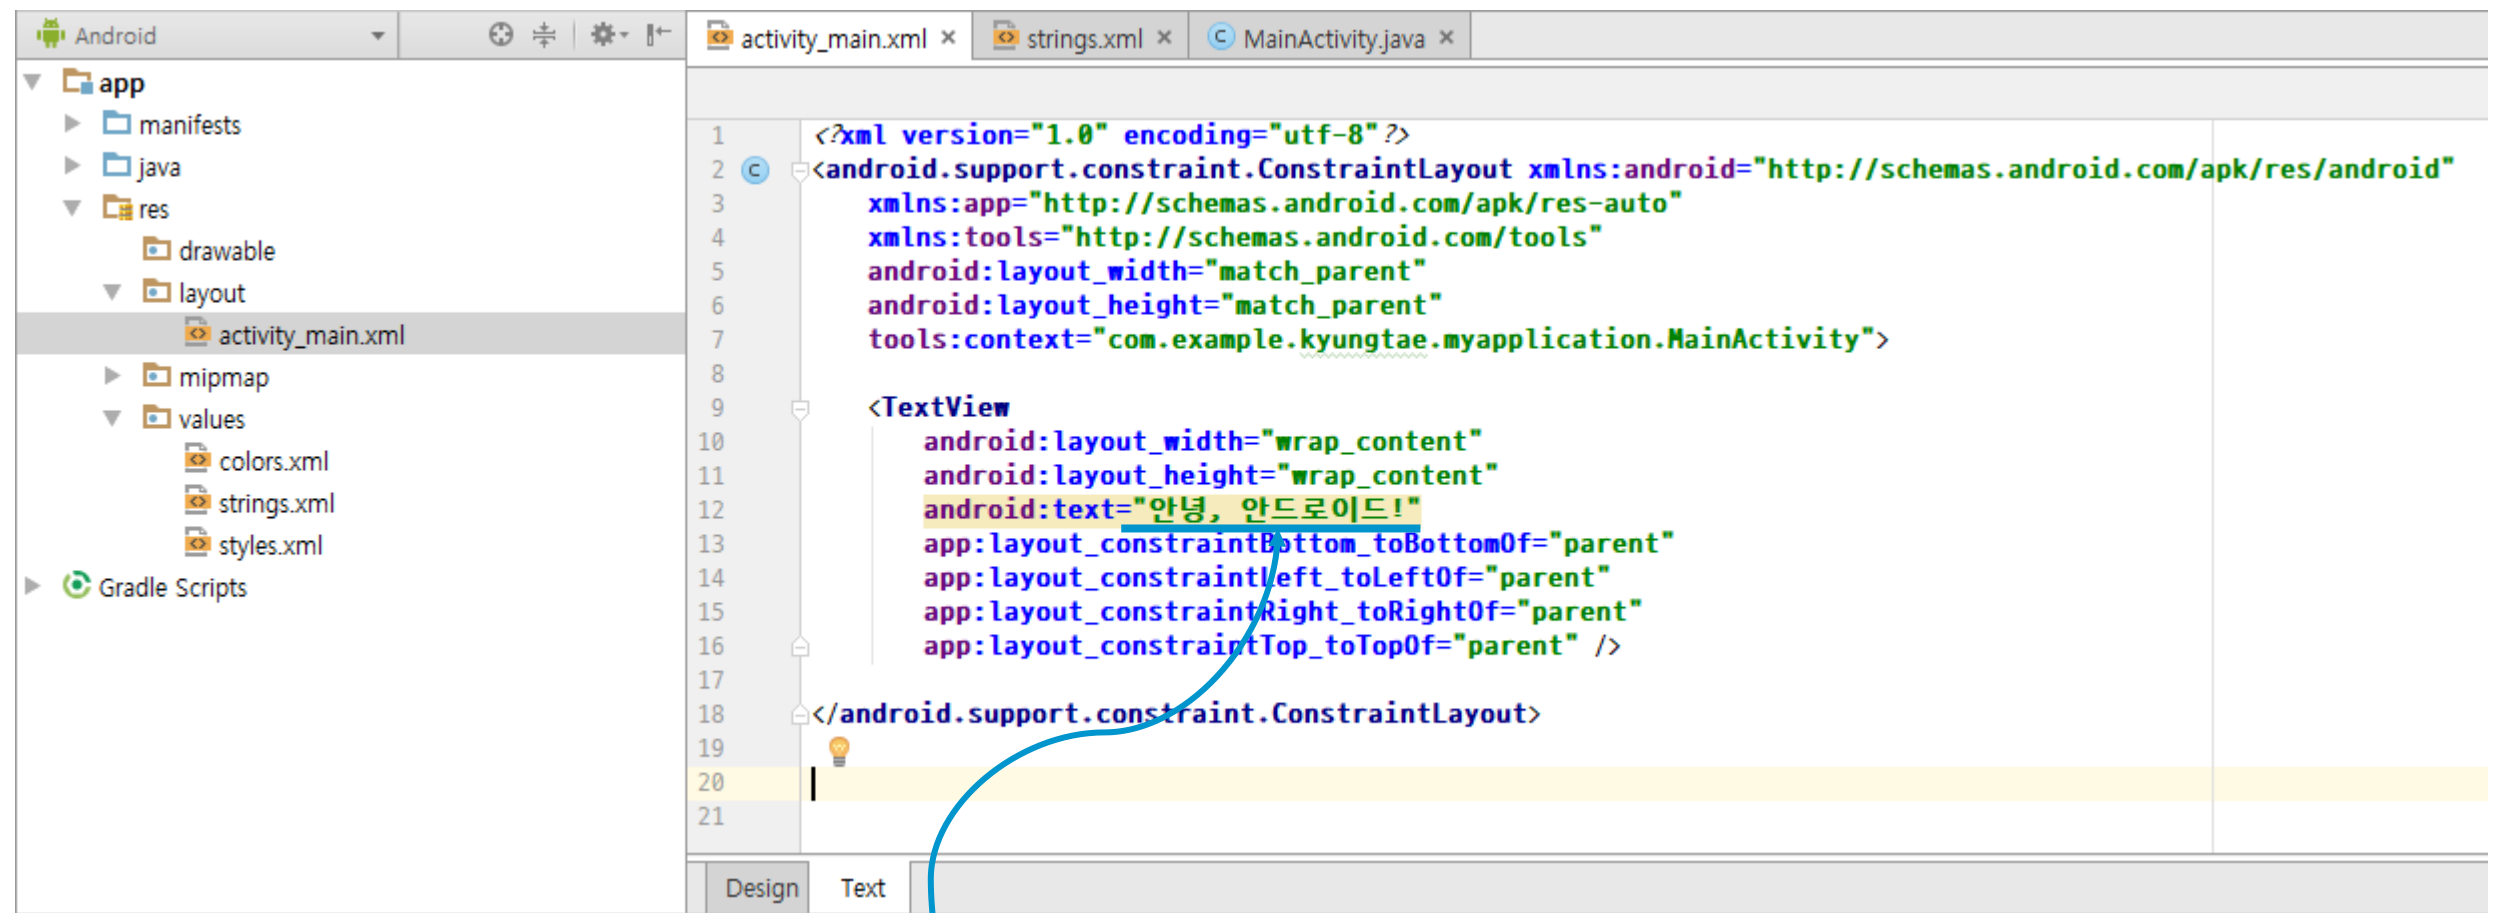 Android
app
manifests
java
res
drawable
layout
activity_main.xml
mipmap
values
colors.xml
strings.xml
styles.xml
Gradle Scripts
activity_main.xml × strings.xml × MainActivity.java ×
1 <?xml version="1.0" encoding="utf-8"?>
2 <android.support.constraint.ConstraintLayout xmlns:android="http://schemas.android.com/apk/res/android"
3 xmlns:app="http://schemas.android.com/apk/res-auto"
4 xmlns:tools="http://schemas.android.com/tools"
5 android:layout_width="match_parent"
6 android:layout_height="match_parent"
7 tools:context="com.example.kyungtae.myapplication.MainActivity">
8
9 <TextView
10 android:layout_width="wrap_content"
11 android:layout_height="wrap_content"
12 android:text="안녕, 안드로이드!"
13 app:layout_constraintBottom_toBottomOf="parent"
14 app:layout_constraintLeft_toLeftOf="parent"
15 app:layout_constraintRight_toRightOf="parent"
16 app:layout_constraintTop_toTopOf="parent" />
17
18 </android.support.constraint.ConstraintLayout>
19
20
21
Design Text